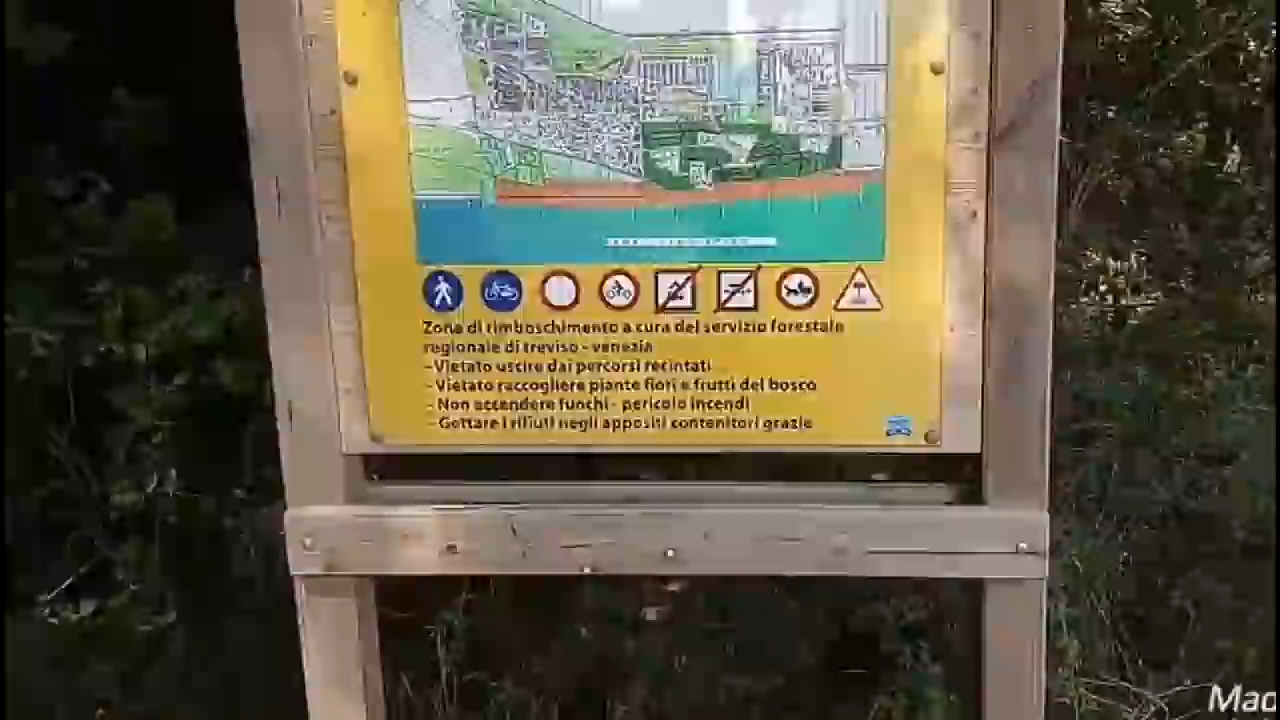 Zona di rimboschimento a cura del servizio forestale
regionale di treviso - venezia
- Vietato uscire dai percorsi recintati
- Vietato raccogliere piante fiori e frutti del bosco
- Non accendere fuochi - pericolo incendi
- Gettare i rifiuti negli appositi contenitori grazie
Mad